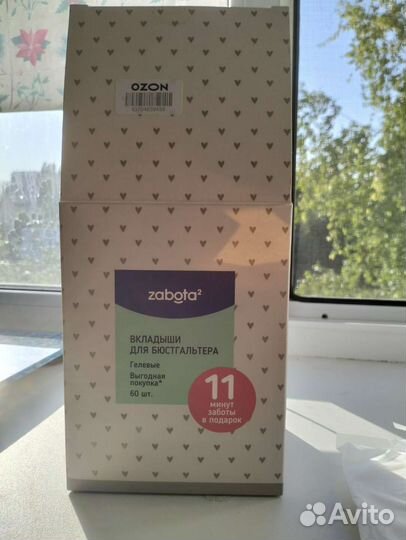 OZON
zabota²
ВКЛАДЫШИ
ДЛЯ БЮСТГАЛЬТЕРА
Гелевые
Выгодная
покупка*
60 шт.
11
минут
заботы
в подарок
Avito